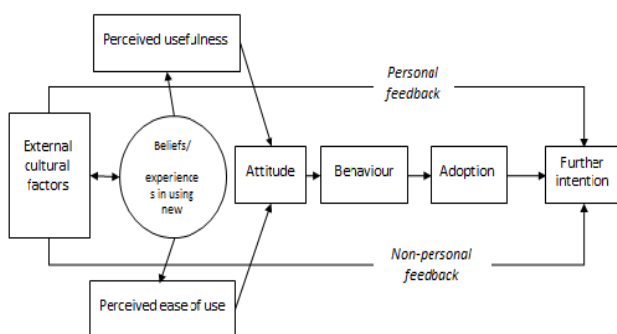 Perceived usefulness
Personal
feedback
External
cultural
factors
Beliefs/
experience
s in using
new
Attitude
Behaviour
Adoption
Further
intention
Non-personal
feedback
Perceived ease of use